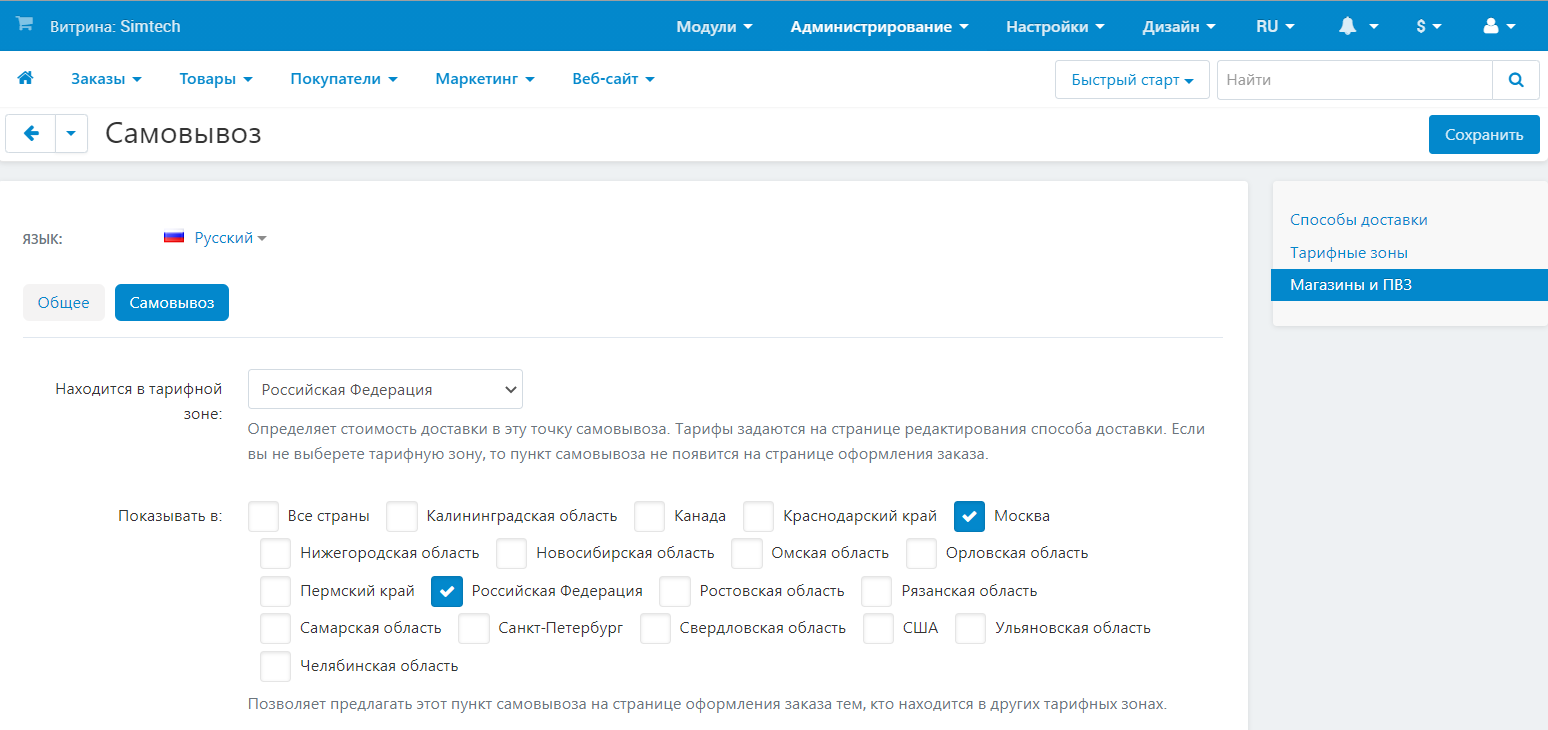 Витрина: Simtech Модули Администрирование Настройки Дизайн RU $
Заказы Товары Покупатели Маркетинг Веб-сайт Быстрый старт Найти
Самовывоз Сохранить
ЯЗЫК: Русский
Способы доставки
Тарифные зоны
Магазины и ПВЗ
Общее Самовывоз
Находится в тарифной зоне: Российская Федерация
Определяет стоимость доставки в эту точку самовывоза. Тарифы задаются на странице редактирования способа доставки. Если
вы не выберете тарифную зону, то пункт самовывоза не появится на странице оформления заказа.
Показывать в: Все страны Калининградская область Канада Краснодарский край Москва
Нижегородская область Новосибирская область Омская область Орловская область
Пермский край Российская Федерация Ростовская область Рязанская область
Самарская область Санкт-Петербург Свердловская область США Ульяновская область
Челябинская область
Позволяет предлагать этот пункт самовывоза на странице оформления заказа тем, кто находится в других тарифных зонах.